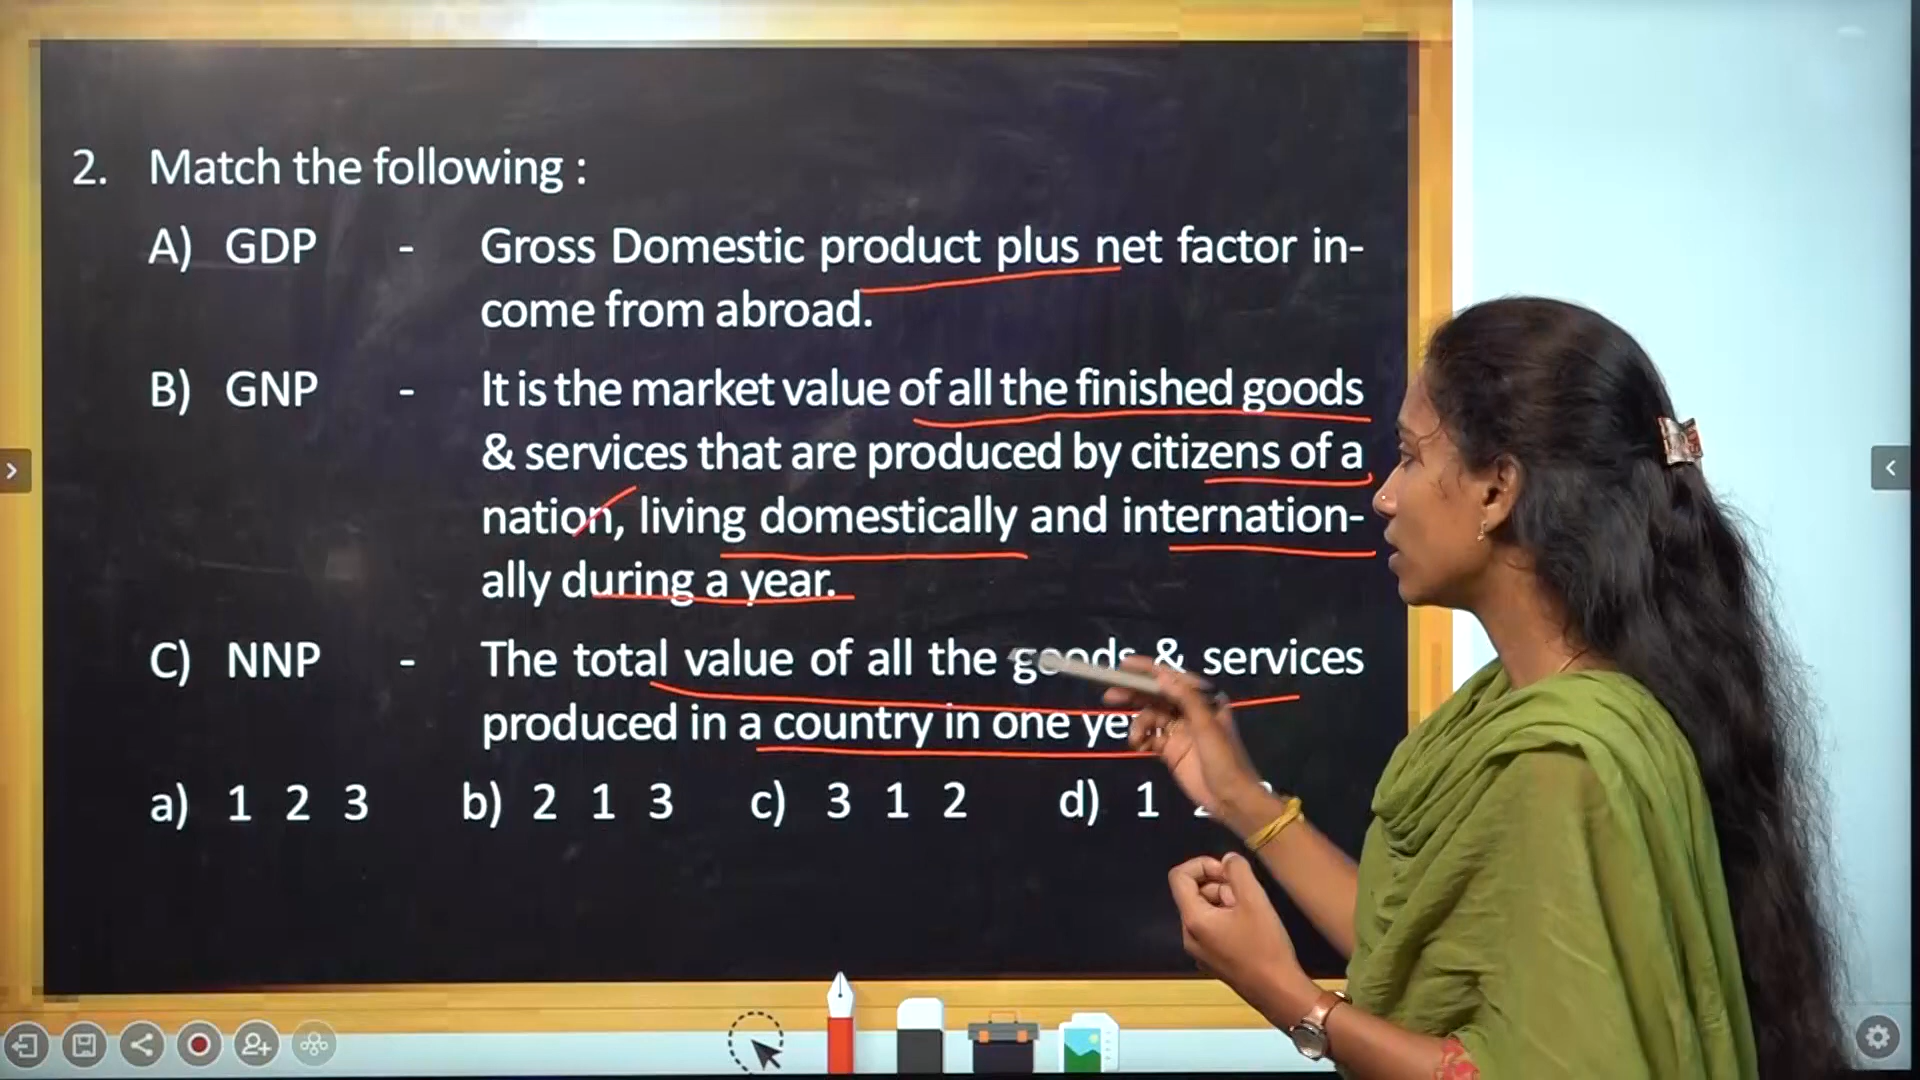 2. Match the following :
A) GDP - Gross Domestic product plus net factor in-
come from abroad.
B) GNP - It is the market value of all the finished goods
& services that are produced by citizens of a
nation, living domestically and internation-
ally during a year.
C) NNP - The total value of all the goods & services
produced in a country in one
a) 1 2 3 b) 2 1 3 c) 3 1 2 d) 1